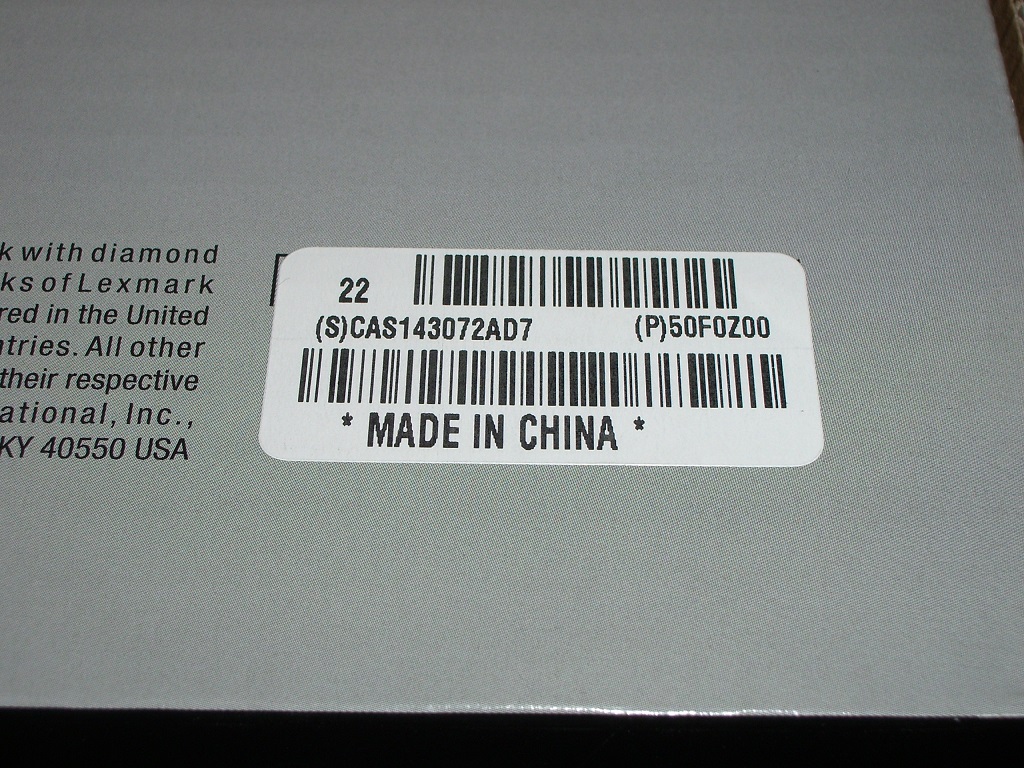 k with diamond
ks of Lexmark
red in the United
ntries. All other
their respective
ational, Inc.,
KY 40550 USA
22
(S)CAS143072AD7 (P)50F0Z00
* MADE IN CHINA *